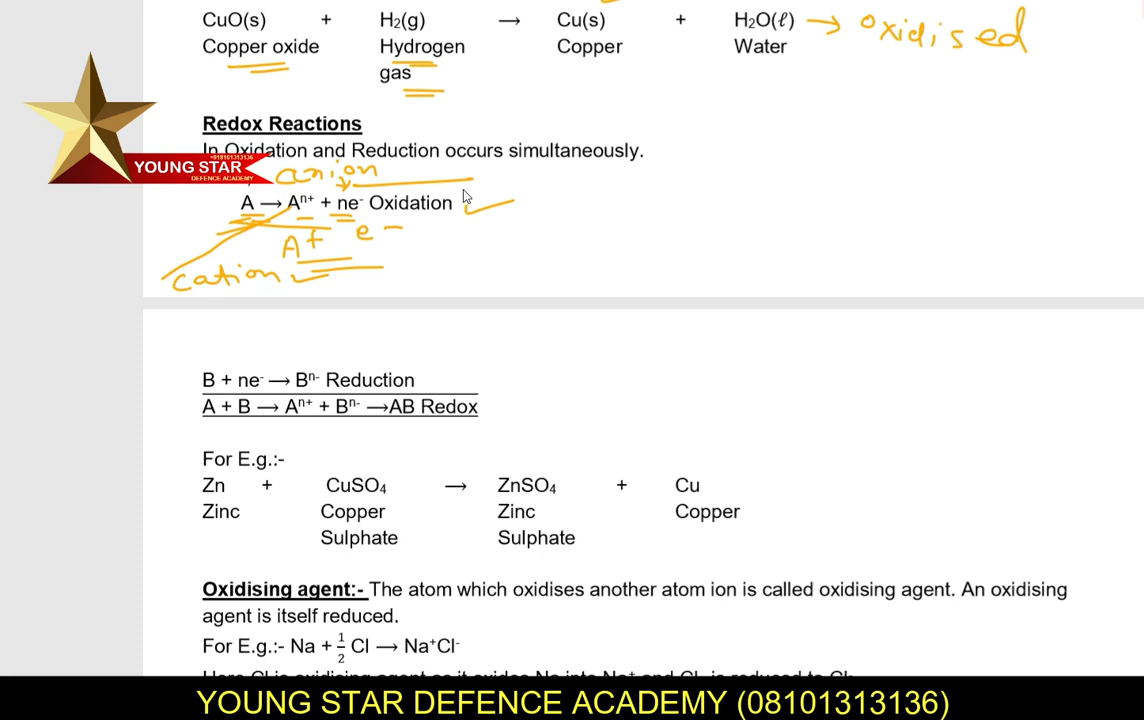 CuO(s) + H₂(g) → Cu(s) + H₂O(ℓ) → oxidised
Copper oxide Hydrogen Copper Water
gas
Redox Reactions
In Oxidation and Reduction occurs simultaneously.
+918101313136
YOUNG STAR
DEFENCE ACADEMY
anion
A → Aⁿ⁺ + ne⁻ Oxidation
A+ e-
cation
B + ne⁻ → Bⁿ⁻ Reduction
A + B → Aⁿ⁺ + Bⁿ⁻ →AB Redox
For E.g.:-
Zn + CuSO₄ → ZnSO₄ + Cu
Zinc Copper Zinc Copper
Sulphate Sulphate
Oxidising agent:- The atom which oxidises another atom ion is called oxidising agent. An oxidising
agent is itself reduced.
For E.g.:- Na + ½ Cl → Na⁺Cl⁻
YOUNG STAR DEFENCE ACADEMY (08101313136)